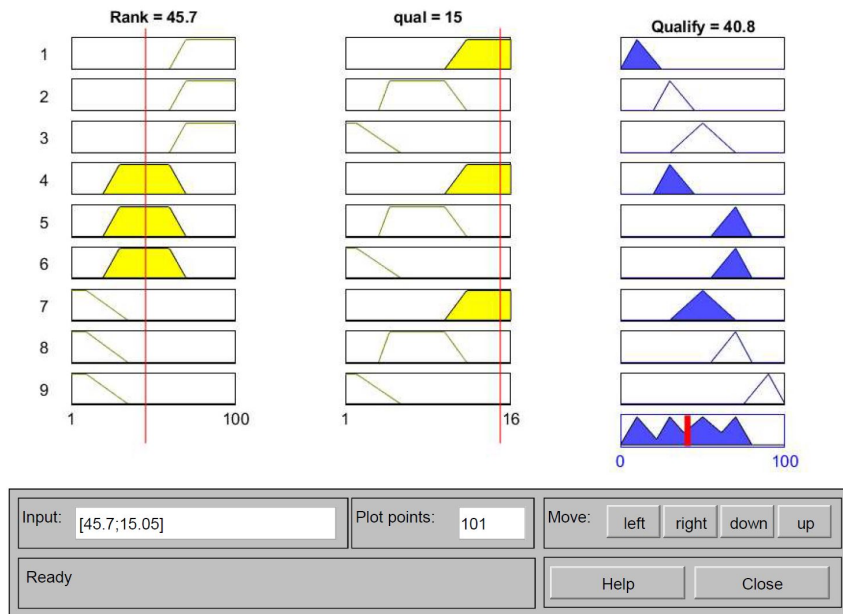 Rank = 45.7 qual = 15 Qualify = 40.8
1
2
3
4
5
6
7
8
9
1 100 1 16
0 100
Input: [45.7;15.05] Plot points: 101 Move: left right down up
Ready Help Close